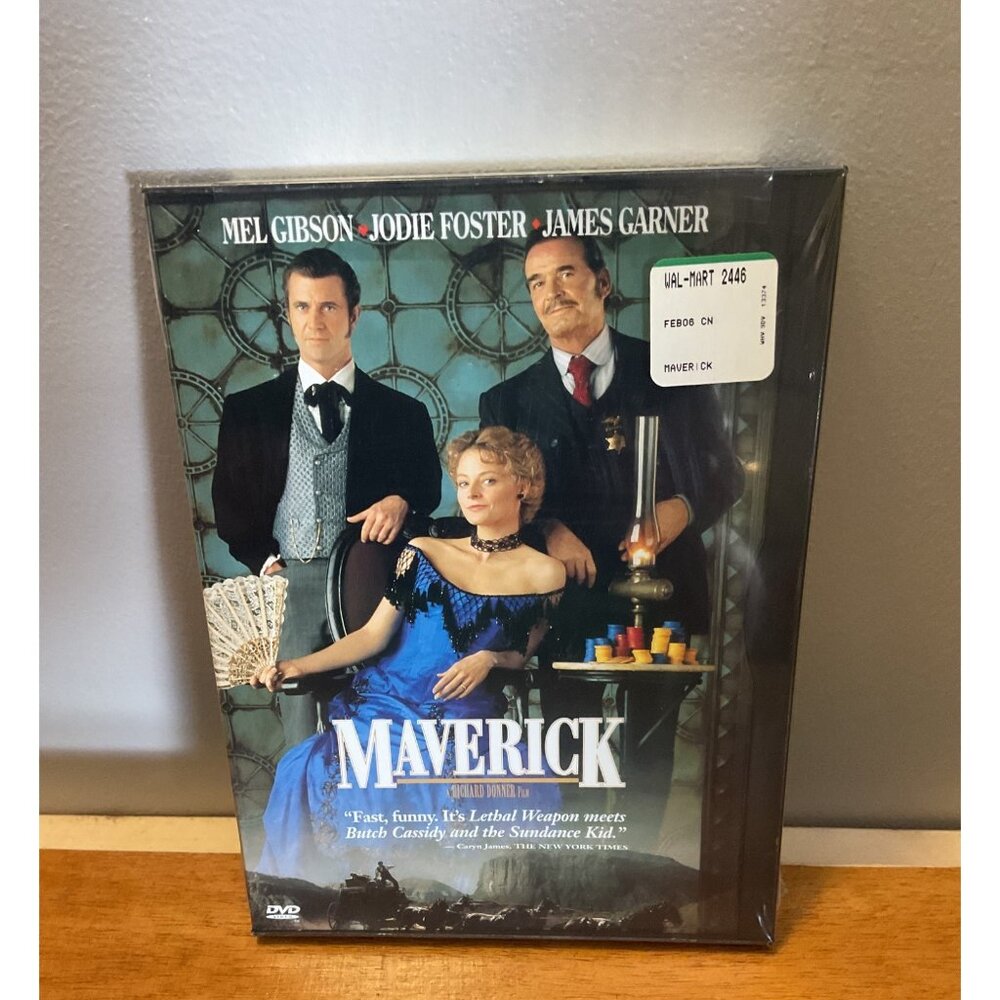 MEL GIBSON • JODIE FOSTER • JAMES GARNER
WAL-MART 2446
FEB06 CN
MAVERICK
MAVERICK
A RICHARD DONNER FILM
“Fast, funny. It's Lethal Weapon meets
Butch Cassidy and the Sundance Kid.”
— Caryn James, THE NEW YORK TIMES
DVD
VIDEO